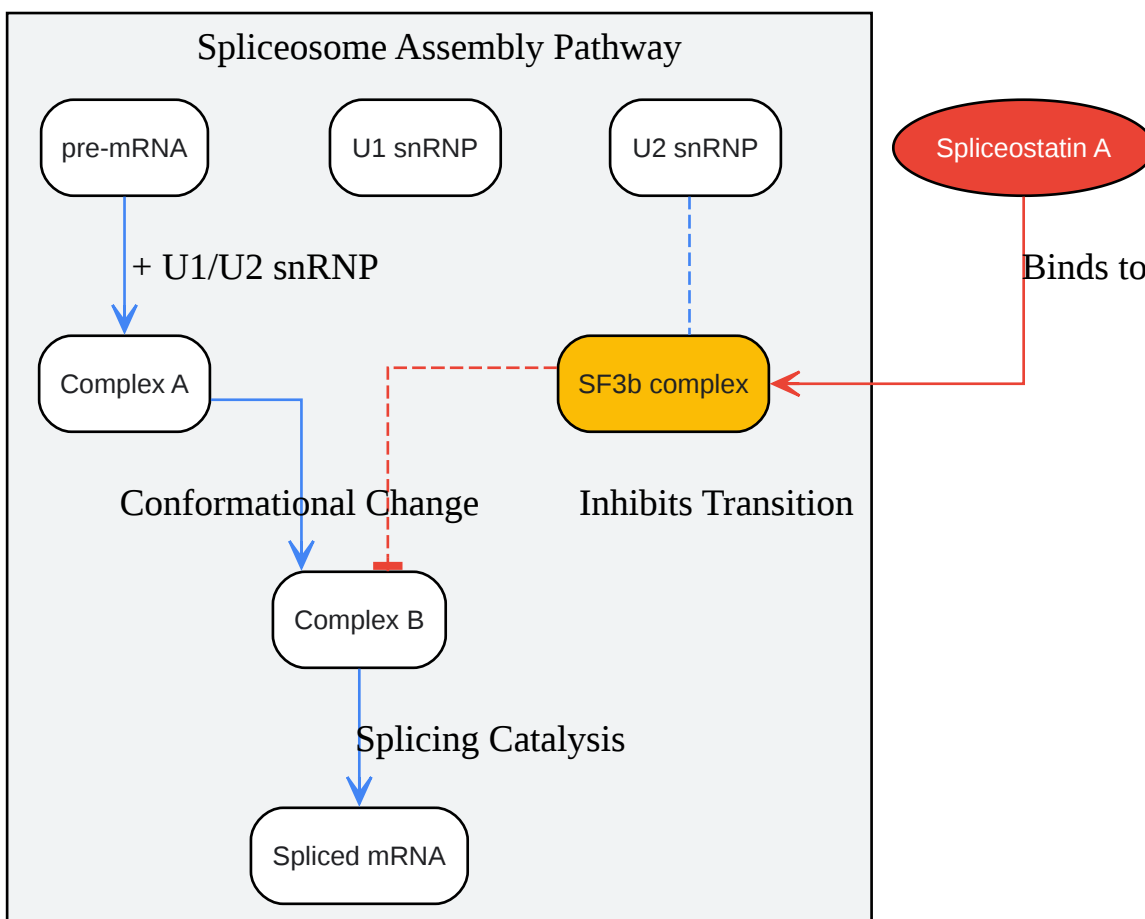 Spliceosome Assembly Pathway
pre-mRNA
U1 snRNP
U2 snRNP
Spliceostatin A
+ U1/U2 snRNP
Binds to
Complex A
SF3b complex
Conformational Change
Inhibits Transition
Complex B
Splicing Catalysis
Spliced mRNA